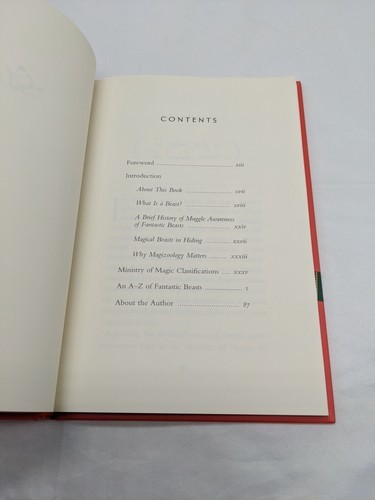 CONTENTS
Foreword ............ xiii
Introduction
About This Book ............ xvii
What Is a Beast? ............ xviii
A Brief History of Muggle Awareness
of Fantastic Beasts ............ xxiv
Magical Beasts in Hiding ............ xxvii
Why Magizoology Matters ............ xxxiii
Ministry of Magic Classifications .... xxxv
An A–Z of Fantastic Beasts ............ 1
About the Author ............ 87